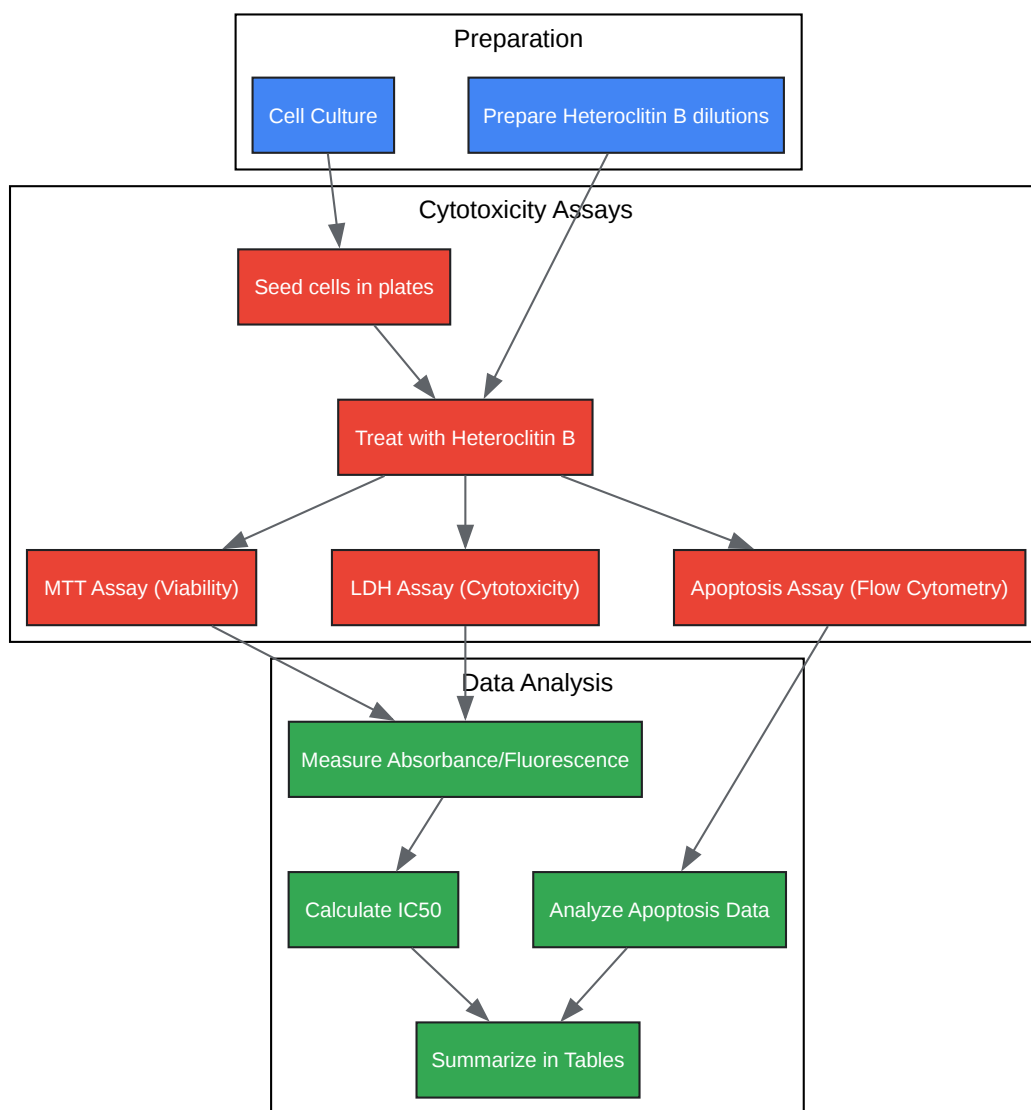 Preparation
Cell Culture
Prepare Heteroclitin B dilutions
Cytotoxicity Assays
Seed cells in plates
Treat with Heteroclitin B
MTT Assay (Viability)
LDH Assay (Cytotoxicity)
Apoptosis Assay (Flow Cytometry)
Data Analysis
Measure Absorbance/Fluorescence
Calculate IC50
Analyze Apoptosis Data
Summarize in Tables